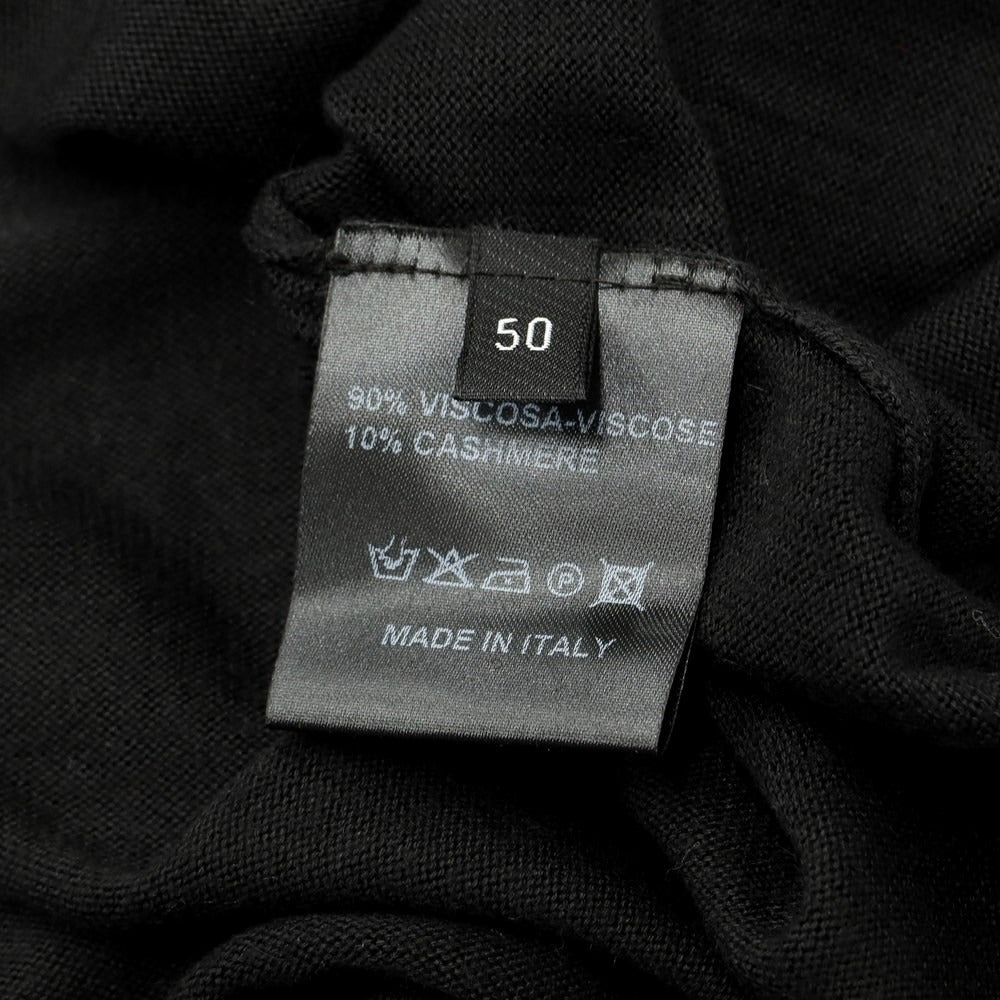 50
90% VISCOSA-VISCOSE
10% CASHMERE
P
MADE IN ITALY